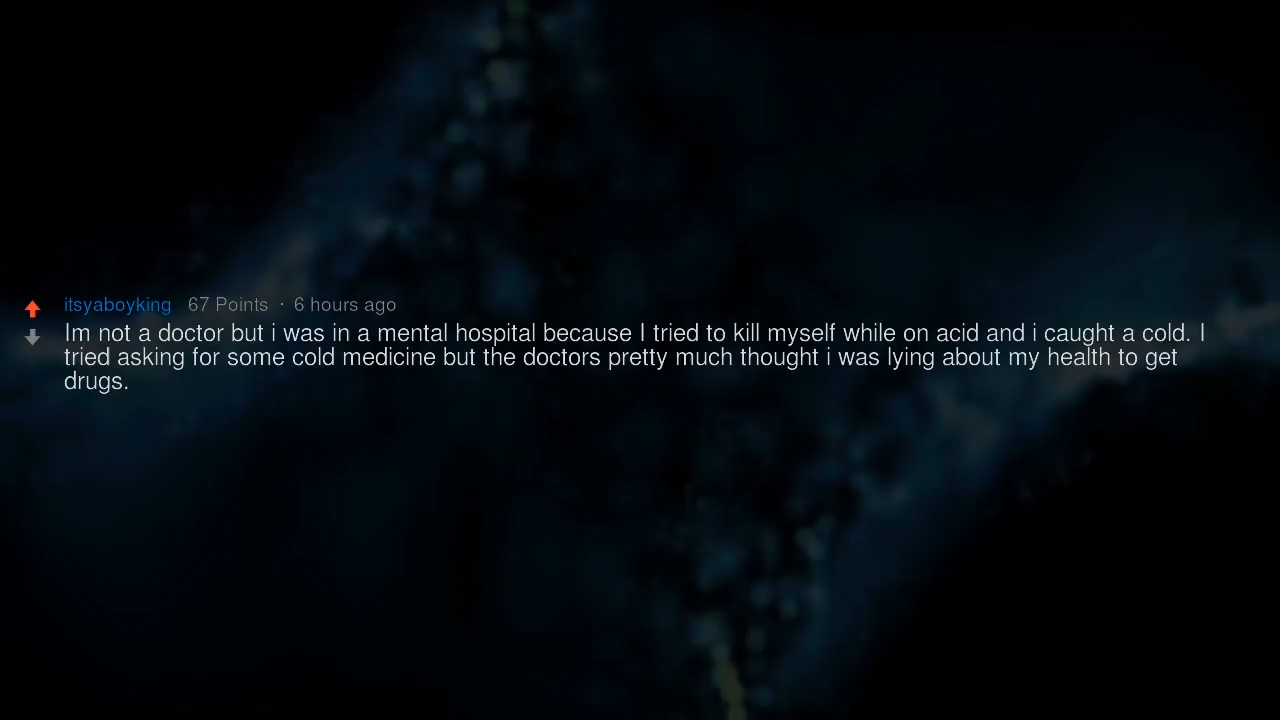 itsyaboyking 67 Points · 6 hours ago
Im not a doctor but i was in a mental hospital because I tried to kill myself while on acid and i caught a cold. I
tried asking for some cold medicine but the doctors pretty much thought i was lying about my health to get
drugs.